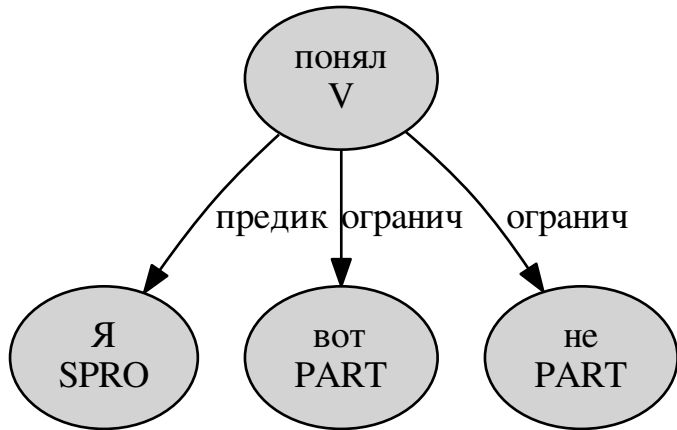 понял
V
предик огранич огранич
Я
SPRO
вот
PART
не
PART